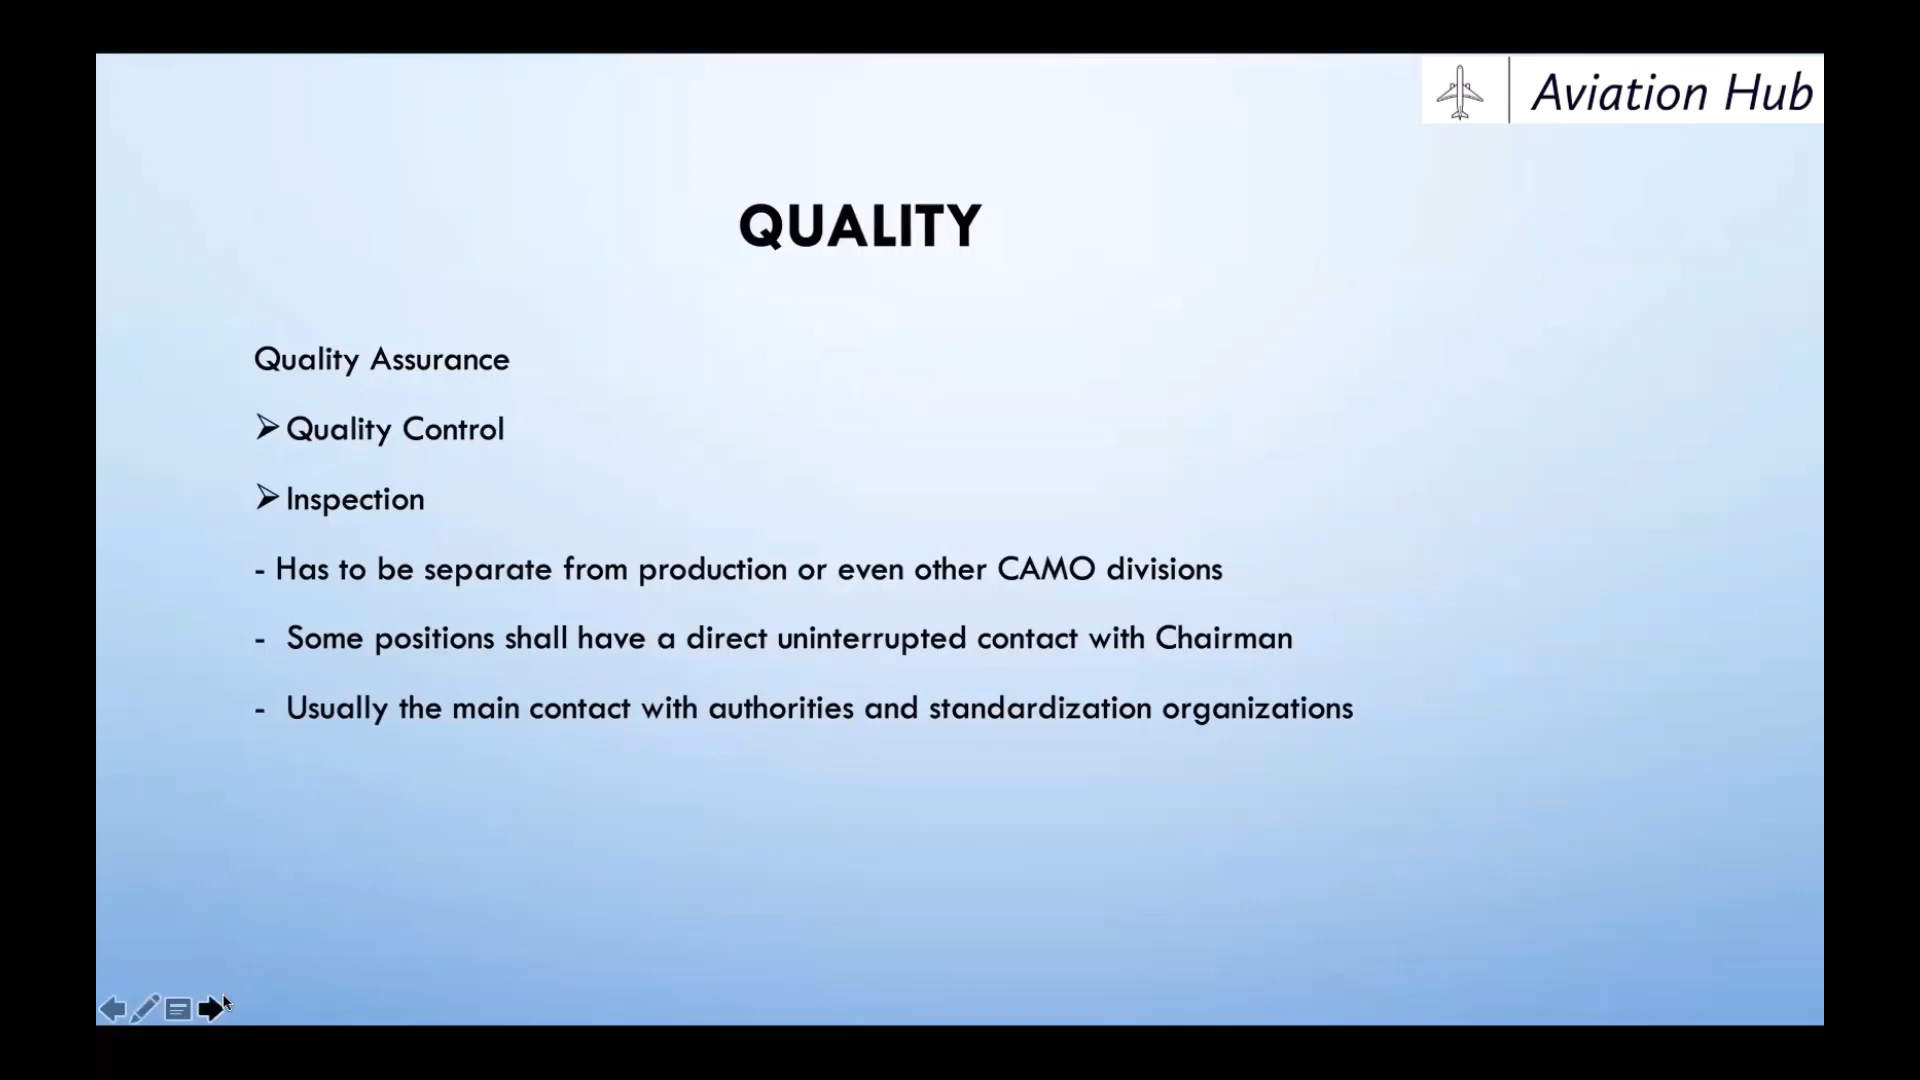 Aviation Hub
QUALITY
Quality Assurance
➢ Quality Control
➢ Inspection
- Has to be separate from production or even other CAMO divisions
- Some positions shall have a direct uninterrupted contact with Chairman
- Usually the main contact with authorities and standardization organizations